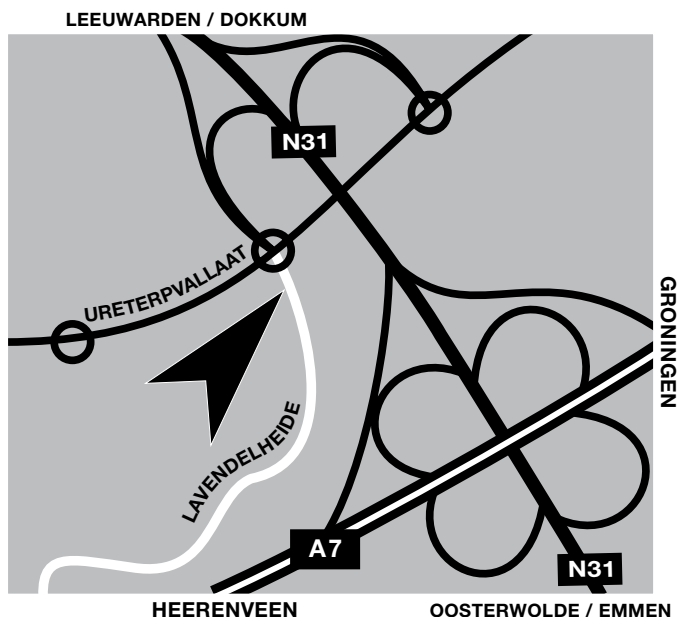 LEEUWARDEN / DOKKUM
N31
URETERPVALLAAT
GRONINGEN
LAVENDELHEIDE
A7
N31
HEERENVEEN
OOSTERWOLDE / EMMEN